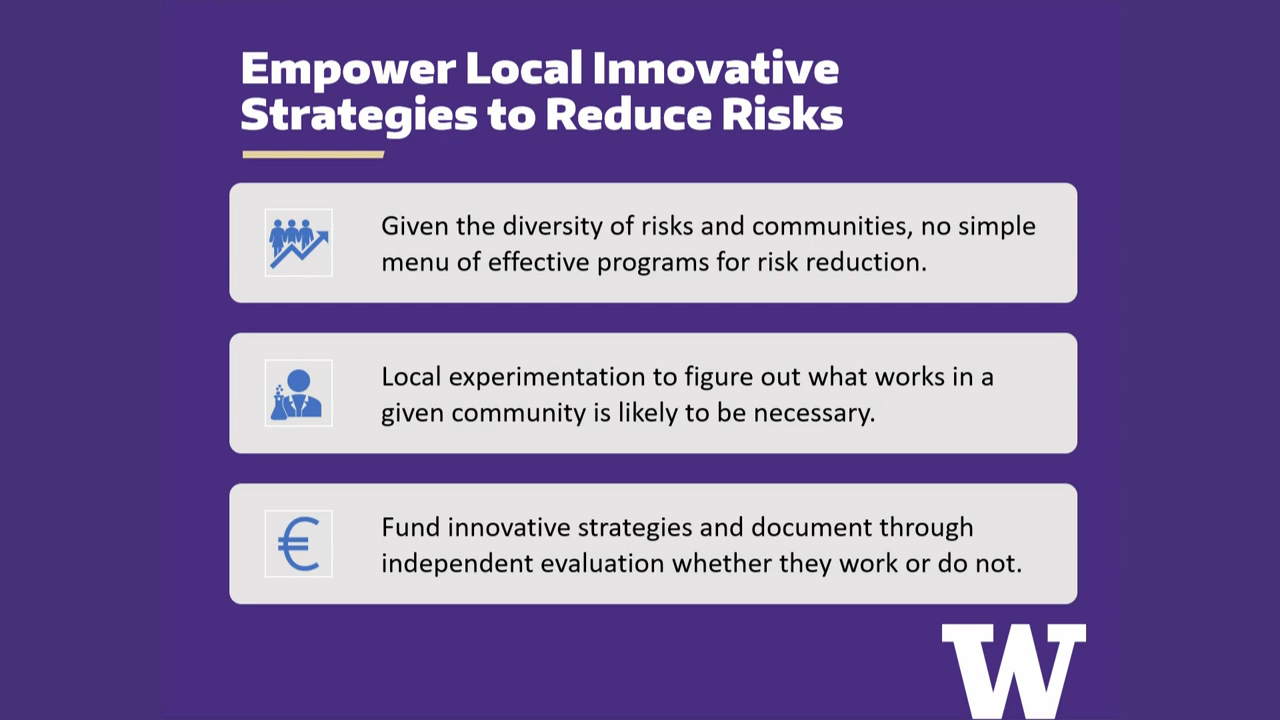 Empower Local Innovative
Strategies to Reduce Risks
Given the diversity of risks and communities, no simple
menu of effective programs for risk reduction.
Local experimentation to figure out what works in a
given community is likely to be necessary.
€
Fund innovative strategies and document through
independent evaluation whether they work or do not.
W